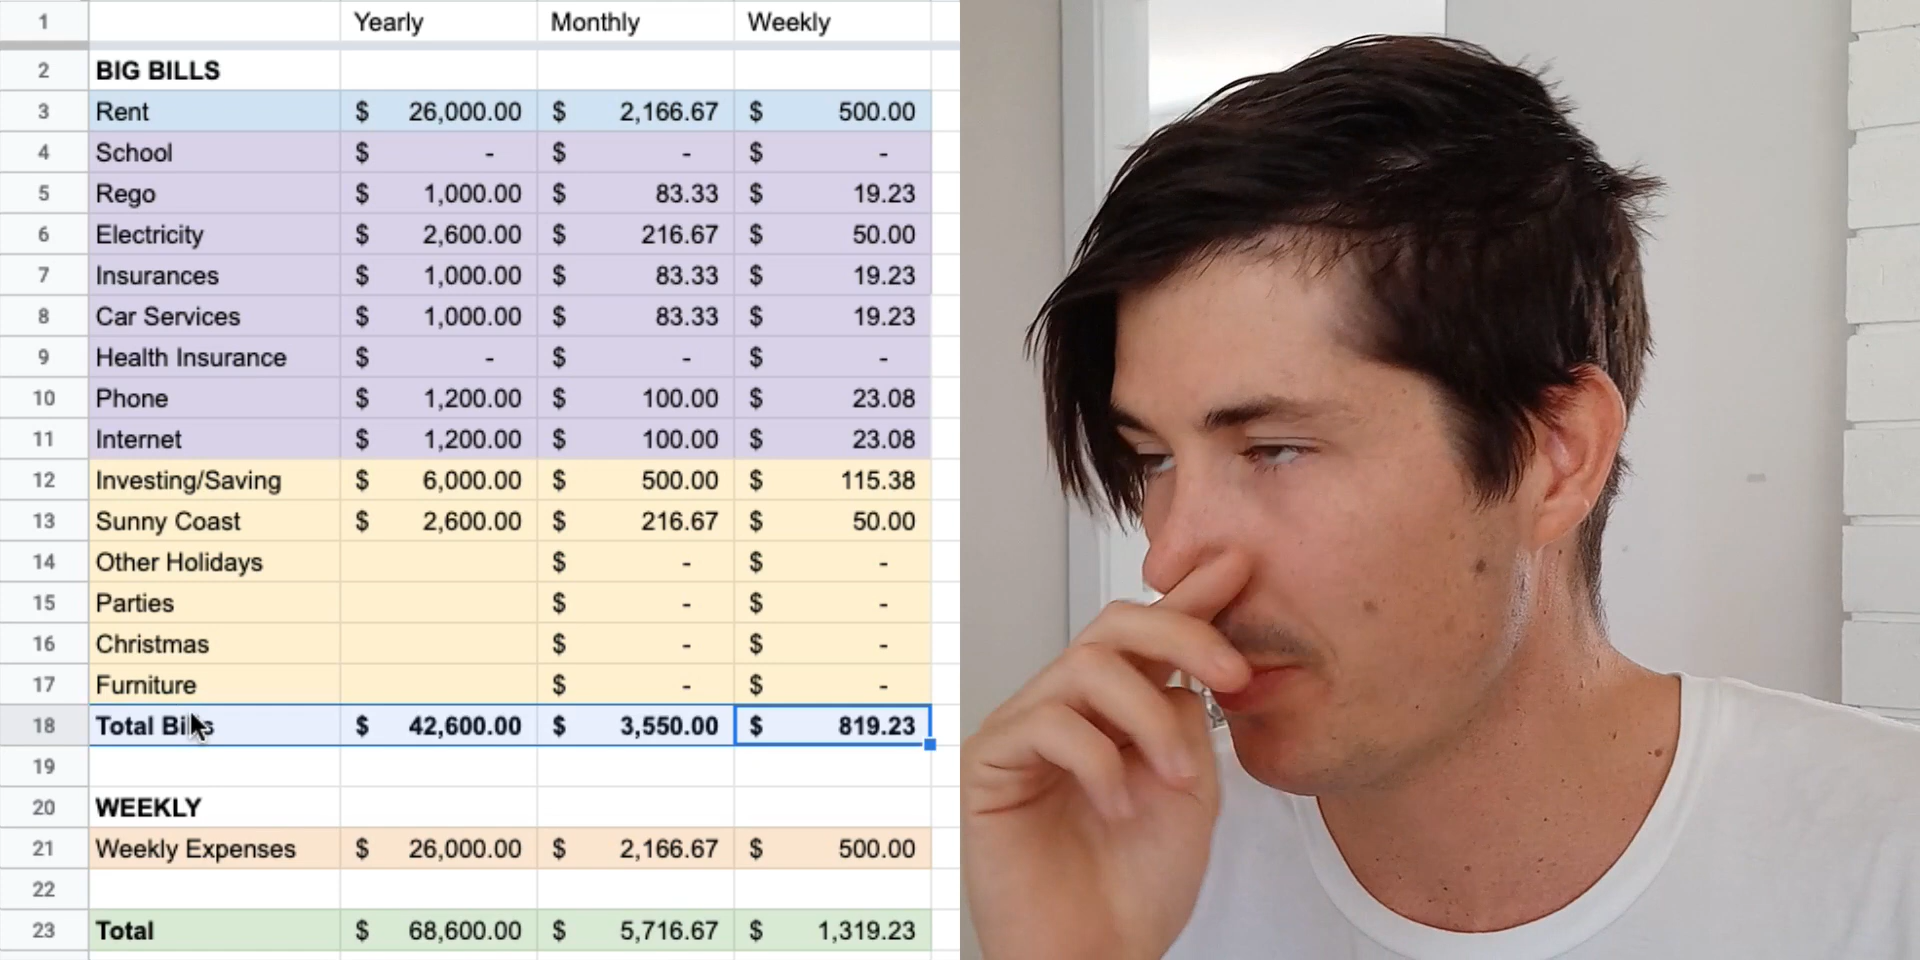 1 Yearly Monthly Weekly
2 BIG BILLS
3 Rent $ 26,000.00 $ 2,166.67 $ 500.00
4 School $ - $ - $ -
5 Rego $ 1,000.00 $ 83.33 $ 19.23
6 Electricity $ 2,600.00 $ 216.67 $ 50.00
7 Insurances $ 1,000.00 $ 83.33 $ 19.23
8 Car Services $ 1,000.00 $ 83.33 $ 19.23
9 Health Insurance $ - $ - $ -
10 Phone $ 1,200.00 $ 100.00 $ 23.08
11 Internet $ 1,200.00 $ 100.00 $ 23.08
12 Investing/Saving $ 6,000.00 $ 500.00 $ 115.38
13 Sunny Coast $ 2,600.00 $ 216.67 $ 50.00
14 Other Holidays $ - $ -
15 Parties $ - $ -
16 Christmas $ - $ -
17 Furniture $ - $ -
18 Total Bills $ 42,600.00 $ 3,550.00 $ 819.23
19
20 WEEKLY
21 Weekly Expenses $ 26,000.00 $ 2,166.67 $ 500.00
22
23 Total $ 68,600.00 $ 5,716.67 $ 1,319.23